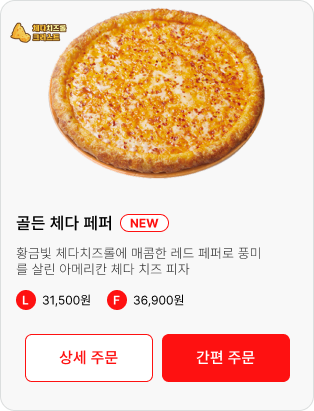 체다치즈롤
크러스트
골든 체다 페퍼 NEW
황금빛 체다치즈롤에 매콤한 레드 페퍼로 풍미
를 살린 아메리칸 체다 치즈 피자
L 31,500원 F 36,900원
상세 주문 간편 주문